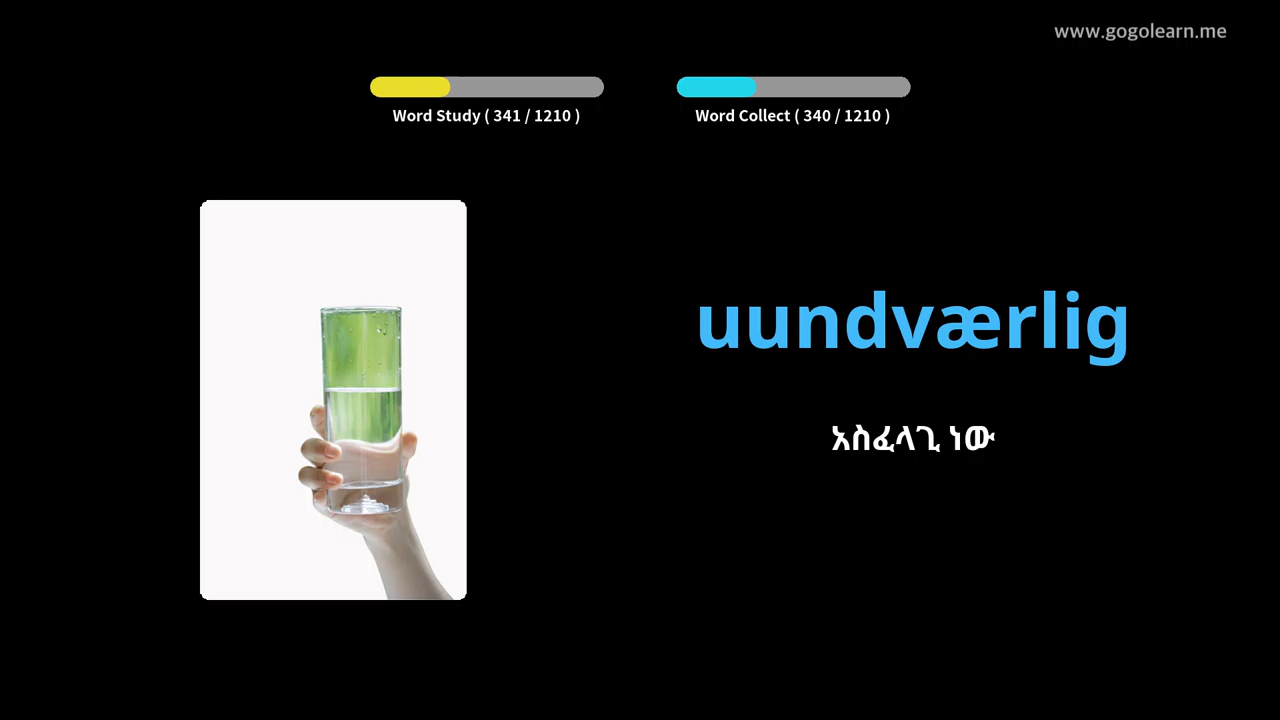 www.gogolearn.me
Word Study ( 341 / 1210 )
Word Collect ( 340 / 1210 )
uundværlig
አስፈላጊ ነው